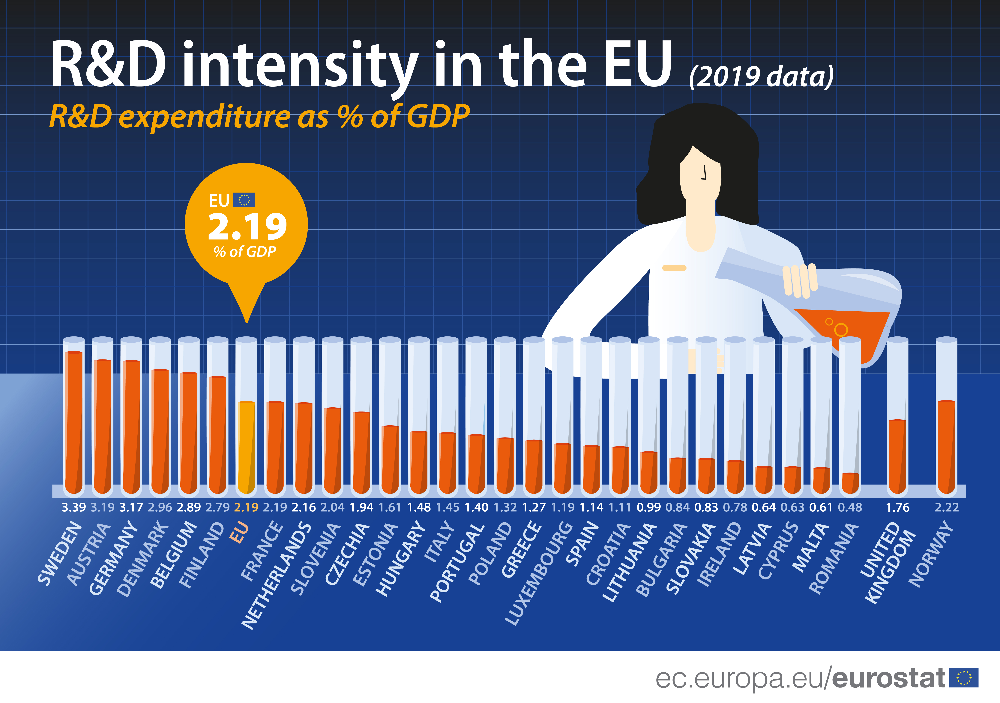 R&D intensity in the EU (2019 data)
R&D expenditure as % of GDP
EU
2.19
% of GDP
3.39 3.19 3.17 2.96 2.89 2.79 2.19 2.19 2.16 2.04 1.94 1.61 1.48 1.45 1.40 1.32 1.27 1.19 1.14 1.11 0.99 0.84 0.83 0.78 0.64 0.63 0.61 0.48 1.76 2.22
SWEDEN
AUSTRIA
GERMANY
DENMARK
BELGIUM
FINLAND
EU
FRANCE
NETHERLANDS
SLOVENIA
CZECHIA
ESTONIA
HUNGARY
ITALY
PORTUGAL
POLAND
GREECE
LUXEMBOURG
SPAIN
CROATIA
LITHUANIA
BULGARIA
SLOVAKIA
IRELAND
LATVIA
CYPRUS
MALTA
ROMANIA
UNITED
KINGDOM
NORWAY
ec.europa.eu/eurostat